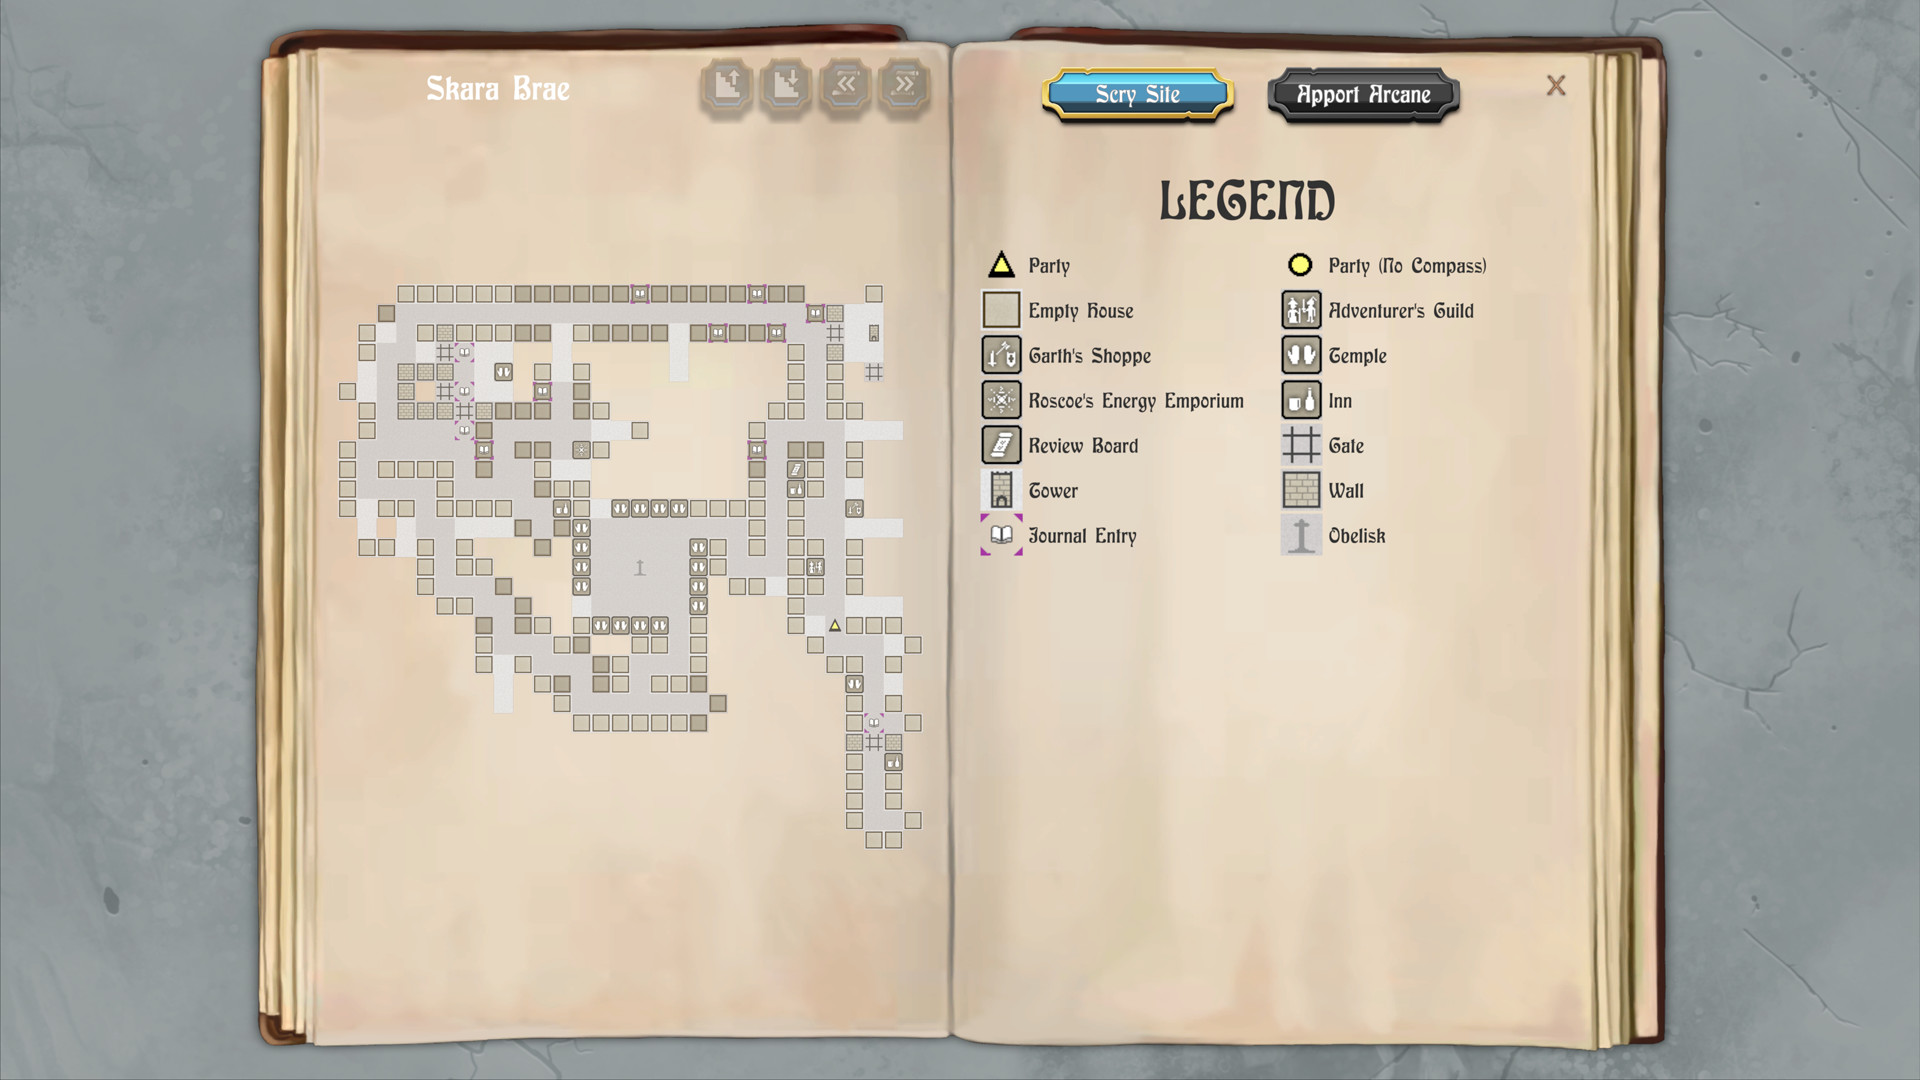 Skara Brae
Scry Site
Apport Arcane
LEGEND
Party
Party (No Compass)
Empty House
Adventurer's Guild
Garth's Shoppe
Temple
Roscoe's Energy Emporium
Inn
Review Board
Gate
Tower
Wall
Journal Entry
Obelisk